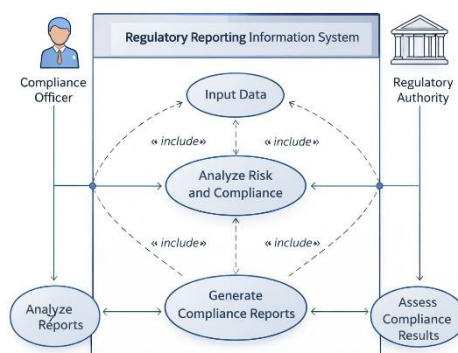 Regulatory Reporting Information System
Compliance
Officer
Regulatory
Authority
Input Data
«include» «include»
Analyze Risk
and Compliance
«include» «include»
Generate
Compliance Reports
Analyze
Reports
Assess
Compliance
Results